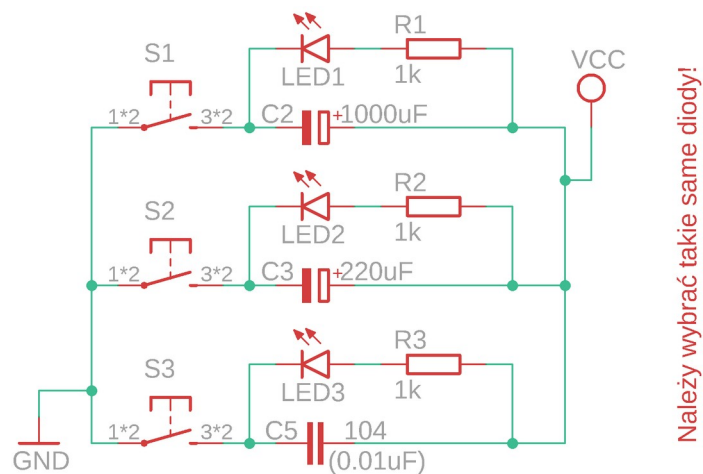 R1
S1
VCC
LED1
1k
1*2
3*2
C2
+
1000uF
R2
S2
LED2
1k
1*2
3*2
C3
+
220uF
R3
S3
LED3
1k
1*2
3*2
C5
104
(0.01uF)
GND
Należy wybrać takie same diody!